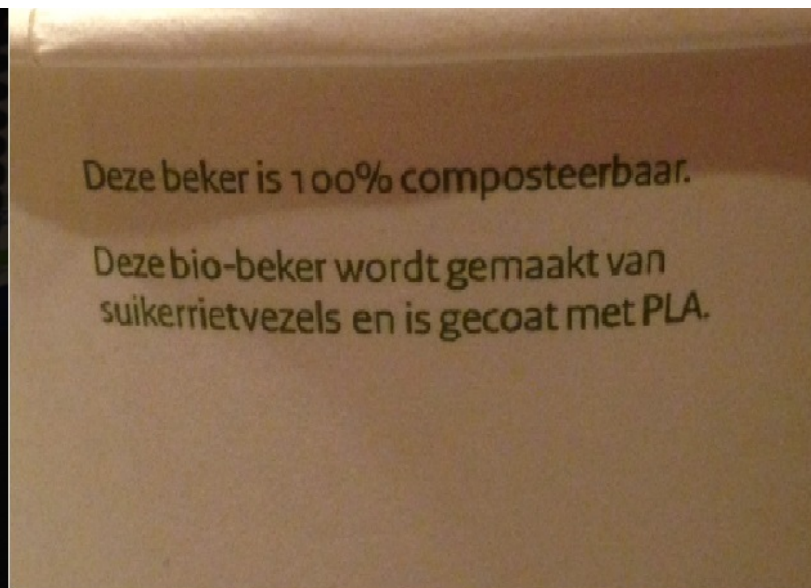 Deze beker is 100% composteerbaar.
Deze bio-beker wordt gemaakt van
suikerrietvezels en is gecoat met PLA.